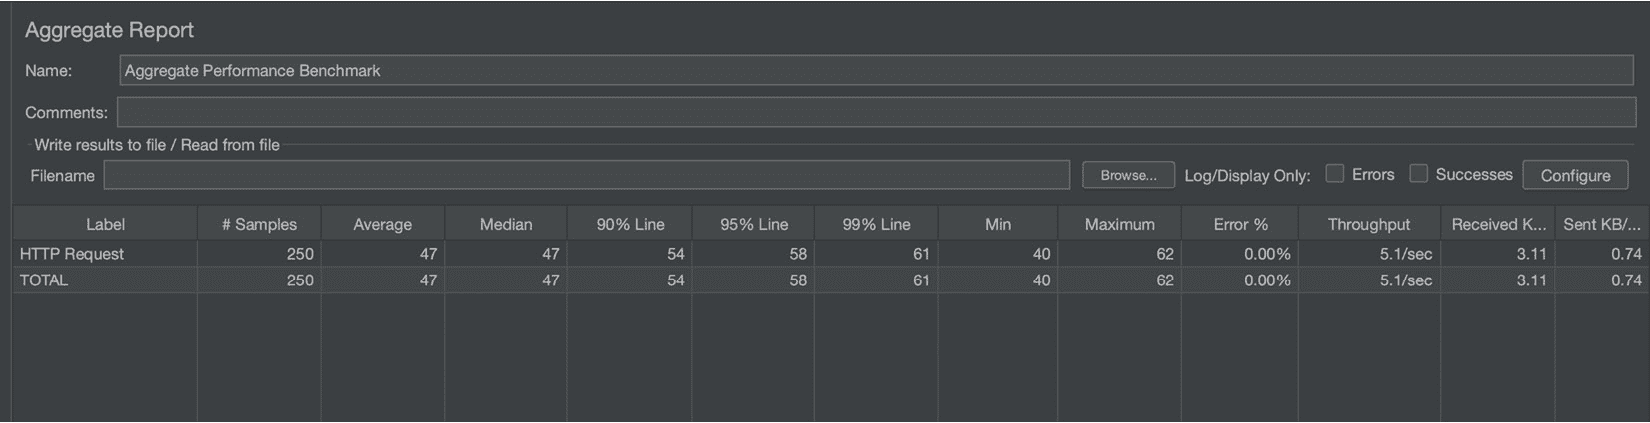 Aggregate Report
Name: Aggregate Performance Benchmark
Comments:
Write results to file / Read from file
Filename Browse... Log/Display Only: Errors Successes Configure
Label # Samples Average Median 90% Line 95% Line 99% Line Min Maximum Error % Throughput Received K... Sent KB/...
HTTP Request 250 47 47 54 58 61 40 62 0.00% 5.1/sec 3.11 0.74
TOTAL 250 47 47 54 58 61 40 62 0.00% 5.1/sec 3.11 0.74